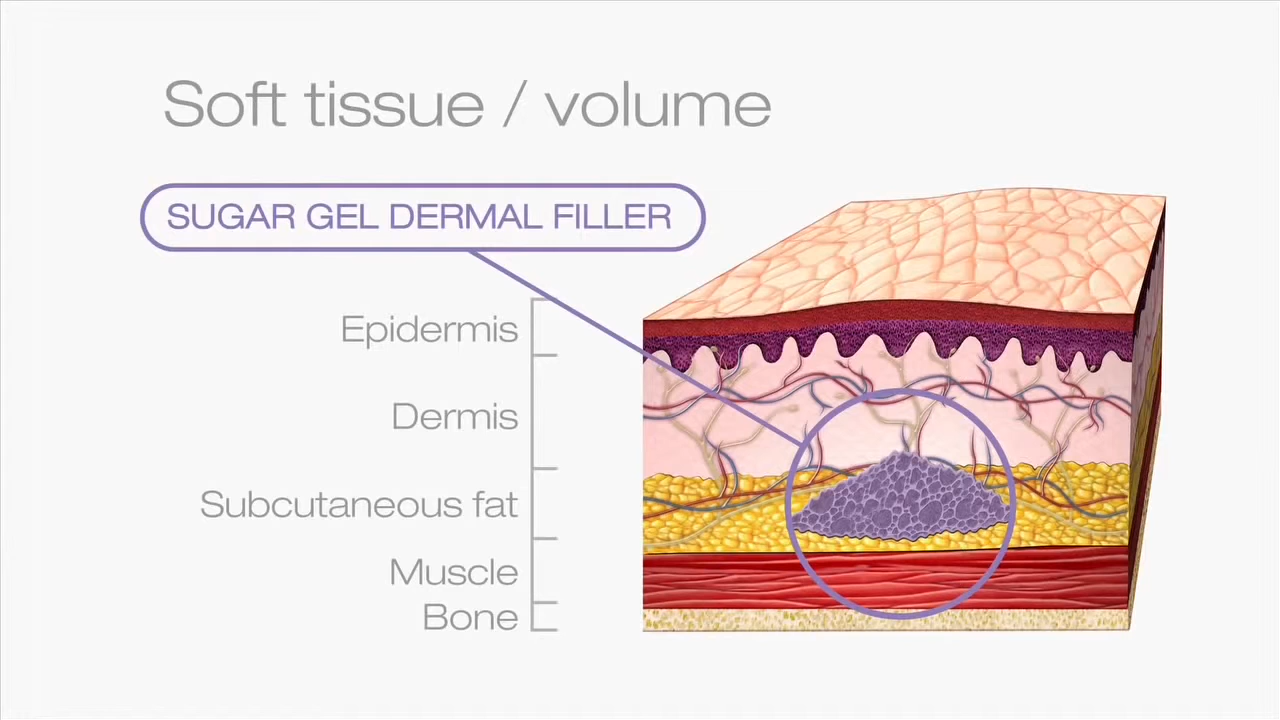 Soft tissue / volume
SUGAR GEL DERMAL FILLER
Epidermis
Dermis
Subcutaneous fat
Muscle
Bone